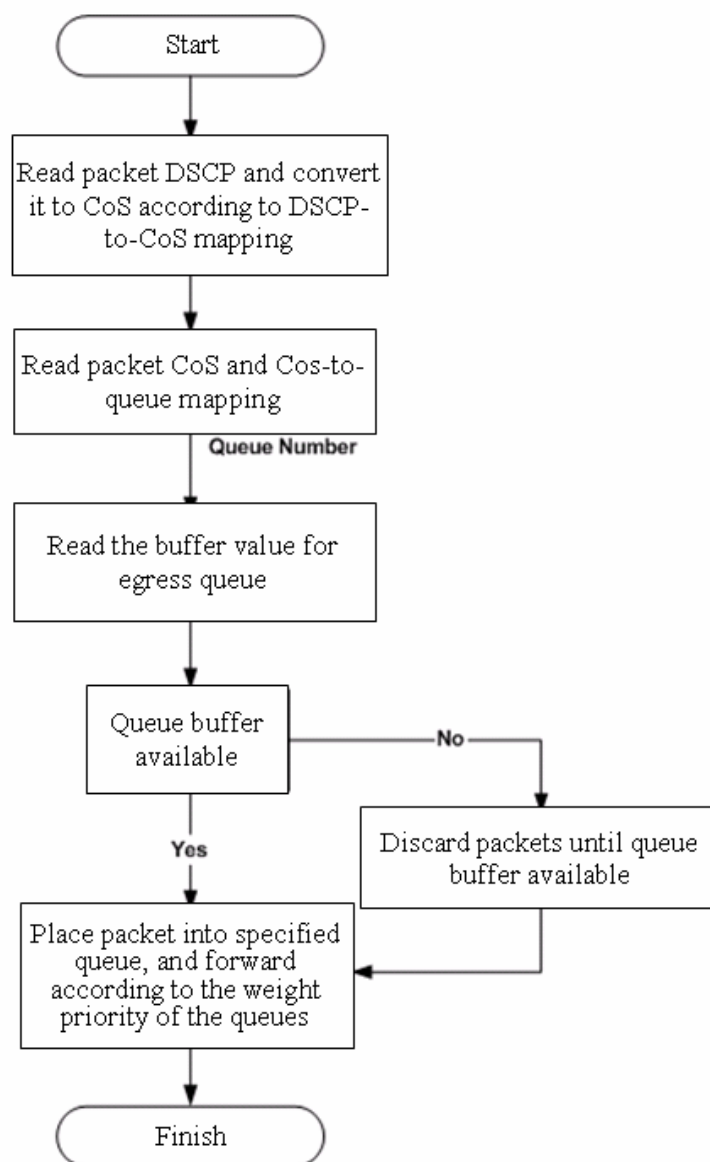 Start
Read packet DSCP and convert
it to CoS according to DSCP-
to-CoS mapping
Read packet CoS and Cos-to-
queue mapping
Queue Number
Read the buffer value for
egress queue
Queue buffer
available
No
Yes
Discard packets until queue
buffer available
Place packet into specified
queue, and forward
according to the weight
priority of the queues
Finish